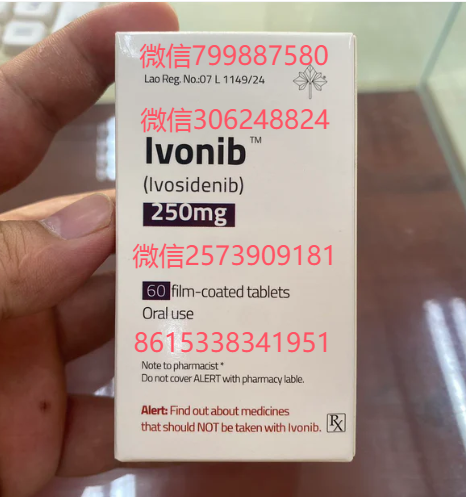 微信799887580
Lao Reg. No.:07 L 1149/24
微信306248824
Ivonib™
(Ivosidenib)
250mg
微信2573909181
60 film-coated tablets
Oral use
8615338341951
Note to pharmacist *
Do not cover ALERT with pharmacy lable.
Alert: Find out about medicines
that should NOT be taken with Ivonib.
Rx